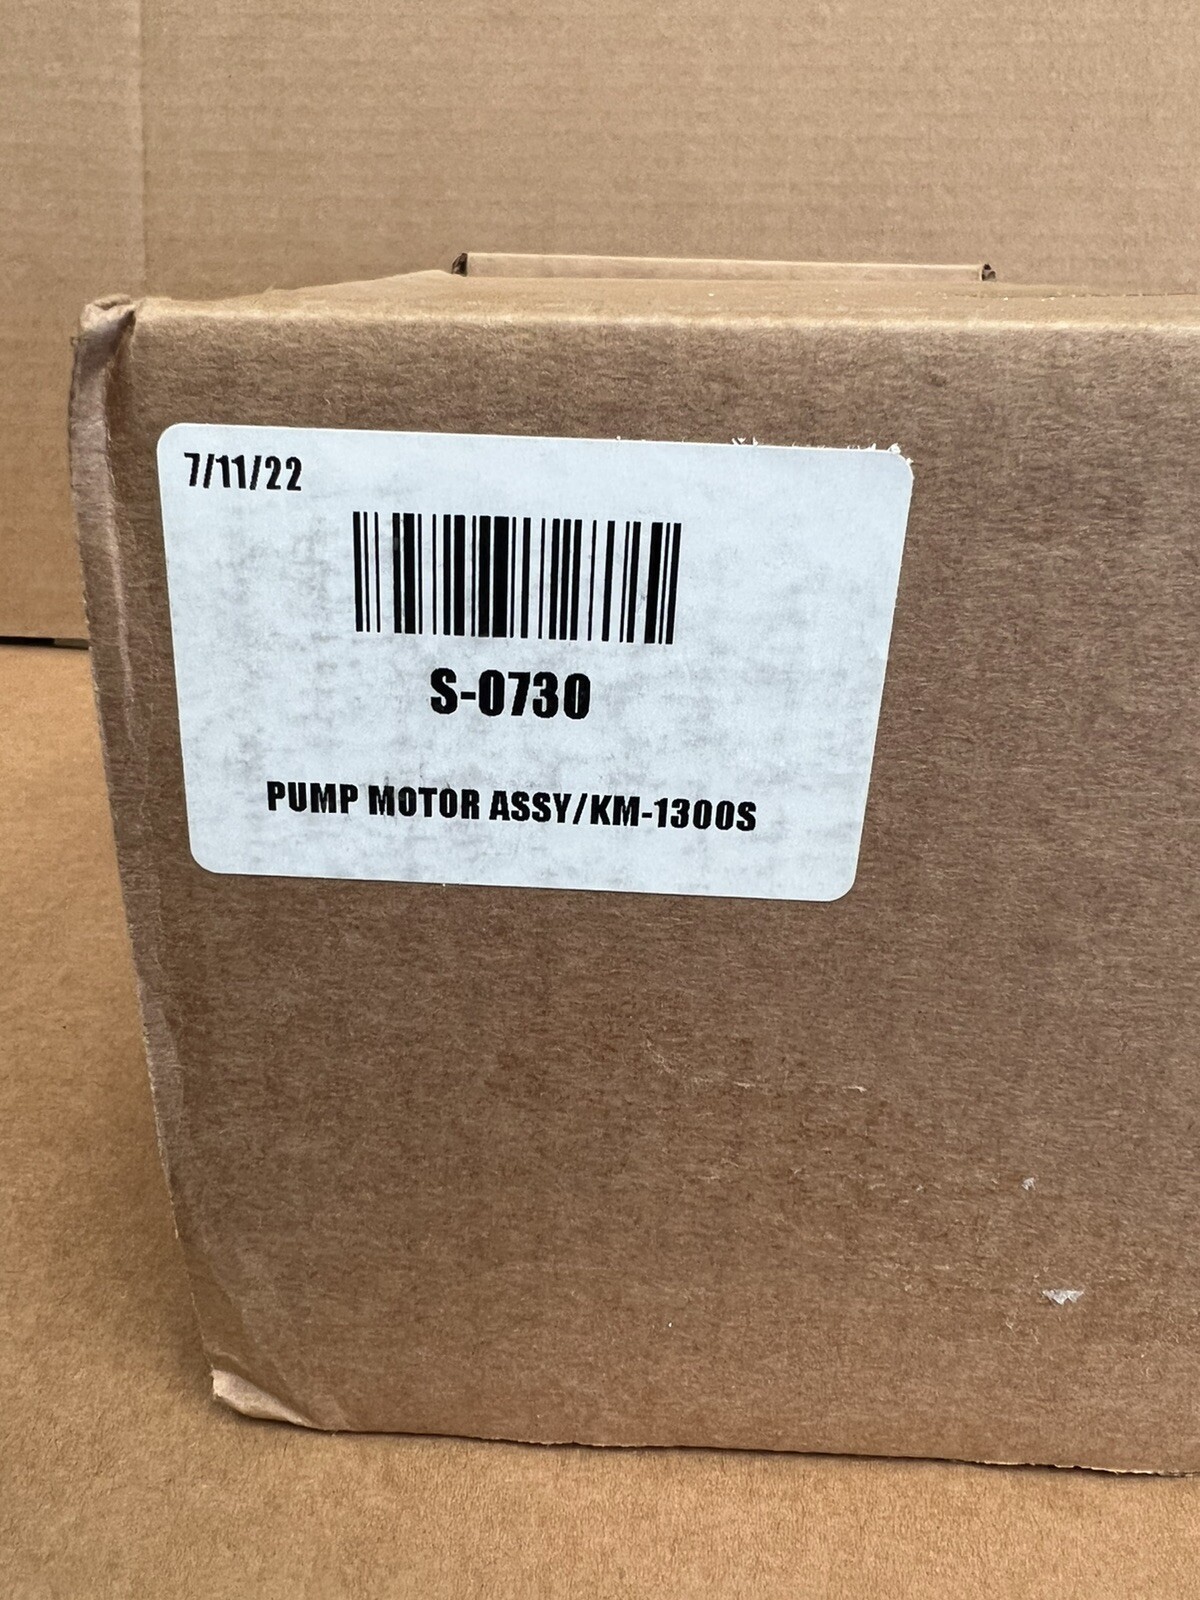 7/11/22
S-0730
PUMP MOTOR ASSY/KM-1300S